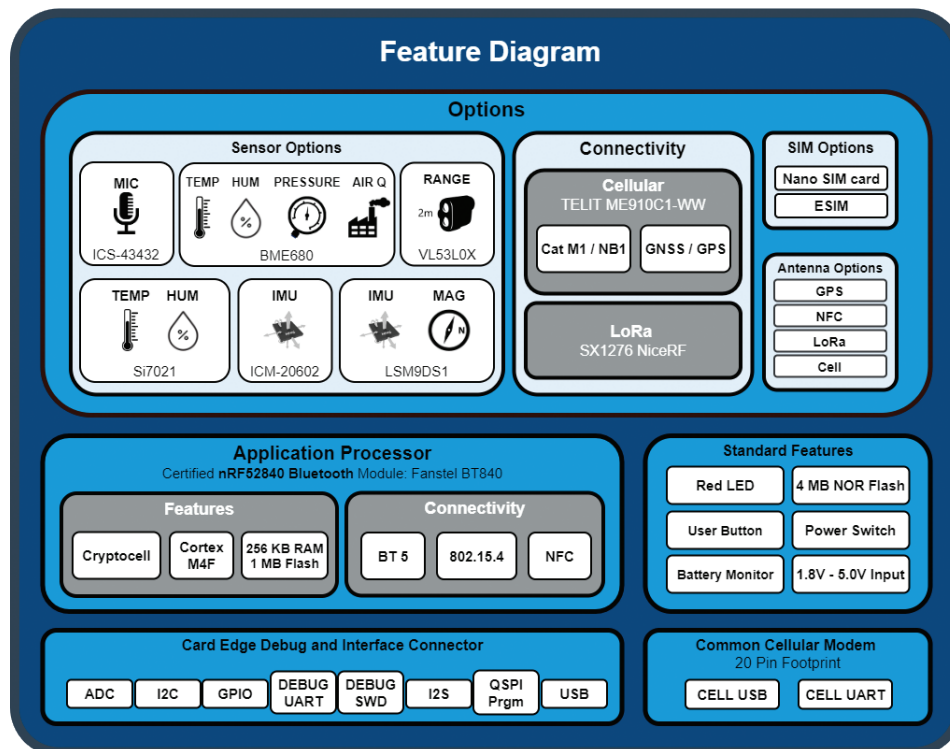 Feature Diagram
Options
Sensor Options
MIC
ICS-43432
TEMP HUM PRESSURE AIR Q
%
BME680
RANGE
2m
VL53L0X
TEMP HUM
%
Si7021
IMU
ICM-20602
IMU MAG
N
LSM9DS1
Connectivity
Cellular
TELIT ME910C1-WW
Cat M1 / NB1
GNSS / GPS
LoRa
SX1276 NiceRF
SIM Options
Nano SIM card
ESIM
Antenna Options
GPS
NFC
LoRa
Cell
Application Processor
Certified nRF52840 Bluetooth Module: Fanstel BT840
Features
Cryptocell
Cortex
M4F
256 KB RAM
1 MB Flash
Connectivity
BT 5
802.15.4
NFC
Standard Features
Red LED
4 MB NOR Flash
User Button
Power Switch
Battery Monitor
1.8V - 5.0V Input
Card Edge Debug and Interface Connector
ADC
I2C
GPIO
DEBUG
UART
DEBUG
SWD
I2S
QSPI
Prgm
USB
Common Cellular Modem
20 Pin Footprint
CELL USB
CELL UART